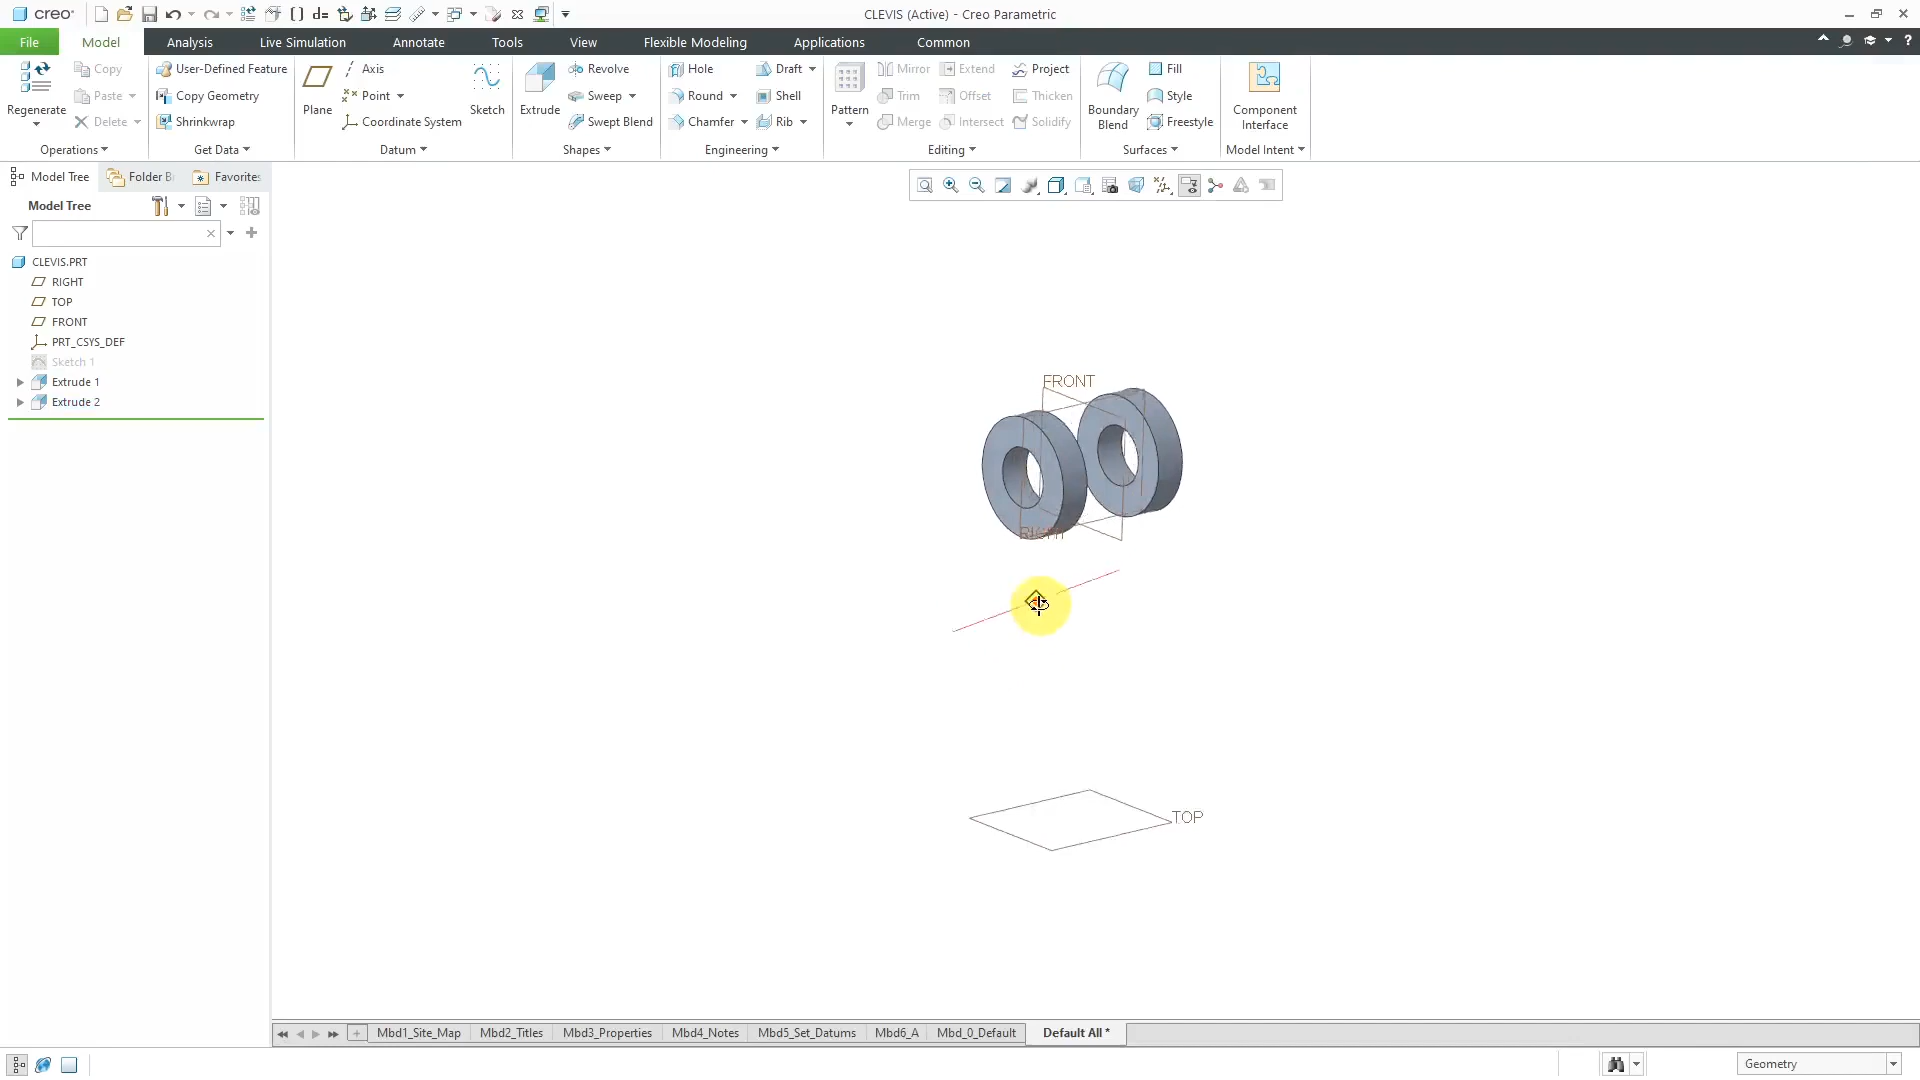 creo
CLEVIS (Active) - Creo Parametric
File
Model
Analysis
Live Simulation
Annotate
Tools
View
Flexible Modeling
Applications
Common
Regenerate
Copy
Paste
Delete
Operations
User-Defined Feature
Copy Geometry
Shrinkwrap
Get Data
Plane
Axis
Point
Coordinate System
Sketch
Datum
Extrude
Revolve
Sweep
Swept Blend
Shapes
Hole
Round
Chamfer
Draft
Shell
Rib
Engineering
Pattern
Mirror
Trim
Merge
Extend
Offset
Intersect
Project
Thicken
Solidify
Editing
Boundary
Blend
Fill
Style
Freestyle
Surfaces
Component
Interface
Model Intent
Model Tree
Folder Br
Favorites
Model Tree
CLEVIS.PRT
RIGHT
TOP
FRONT
PRT_CSYS_DEF
Sketch 1
Extrude 1
Extrude 2
FRONT
RIGHT
TOP
Mbd1_Site_Map
Mbd2_Titles
Mbd3_Properties
Mbd4_Notes
Mbd5_Set_Datums
Mbd6_A
Mbd_0_Default
Default All *
Geometry